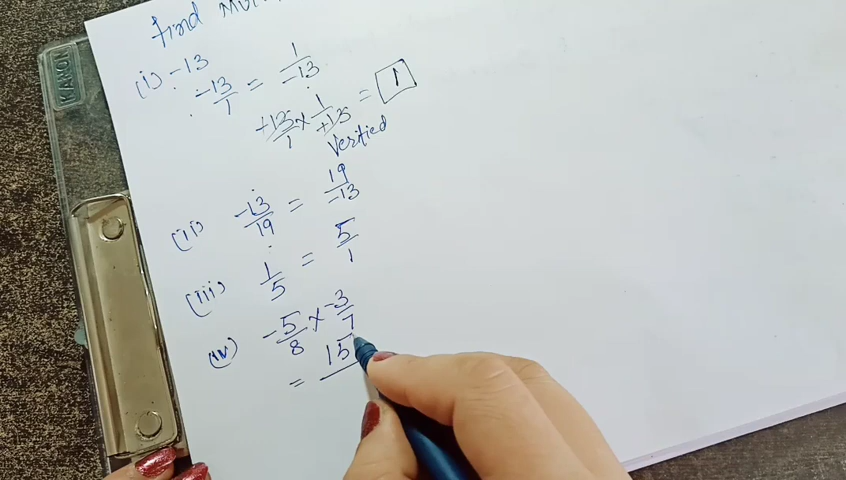 KANON
find
(i) -13
-13/1 = 1/-13
+13/1 × 1/+13 = 1
Verified
(ii) -13/19 = 19/-13
(iii) 1/5 = 5/1
(iv) -5/8 × -3/7
= 15